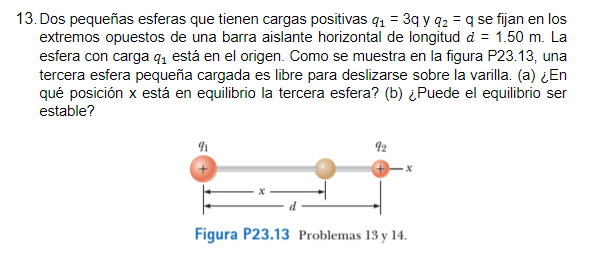 13. Dos pequeñas esferas que tienen cargas positivas q₁ = 3q y q₂ = q se fijan en los
extremos opuestos de una barra aislante horizontal de longitud d = 1.50 m. La
esfera con carga q₁ está en el origen. Como se muestra en la figura P23.13, una
tercera esfera pequeña cargada es libre para deslizarse sobre la varilla. (a) ¿En
qué posición x está en equilibrio la tercera esfera? (b) ¿Puede el equilibrio ser
estable?
q₁ q₂
+ + x
x
d
Figura P23.13 Problemas 13 y 14.